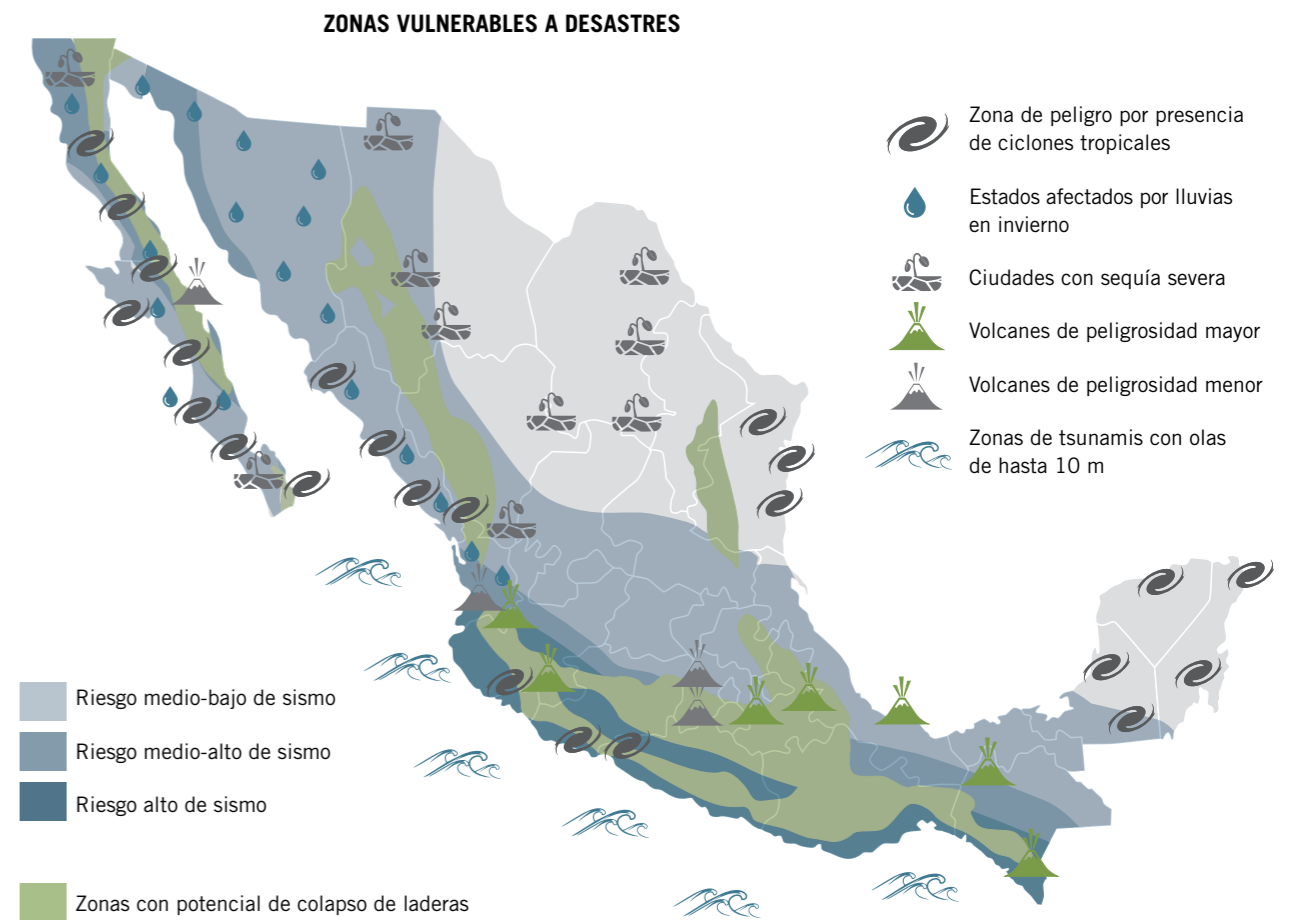 ZONAS VULNERABLES A DESASTRES
Zona de peligro por presencia
de ciclones tropicales
Estados afectados por lluvias
en invierno
Ciudades con sequía severa
Volcanes de peligrosidad mayor
Volcanes de peligrosidad menor
Zonas de tsunamis con olas
de hasta 10 m
Riesgo medio-bajo de sismo
Riesgo medio-alto de sismo
Riesgo alto de sismo
Zonas con potencial de colapso de laderas